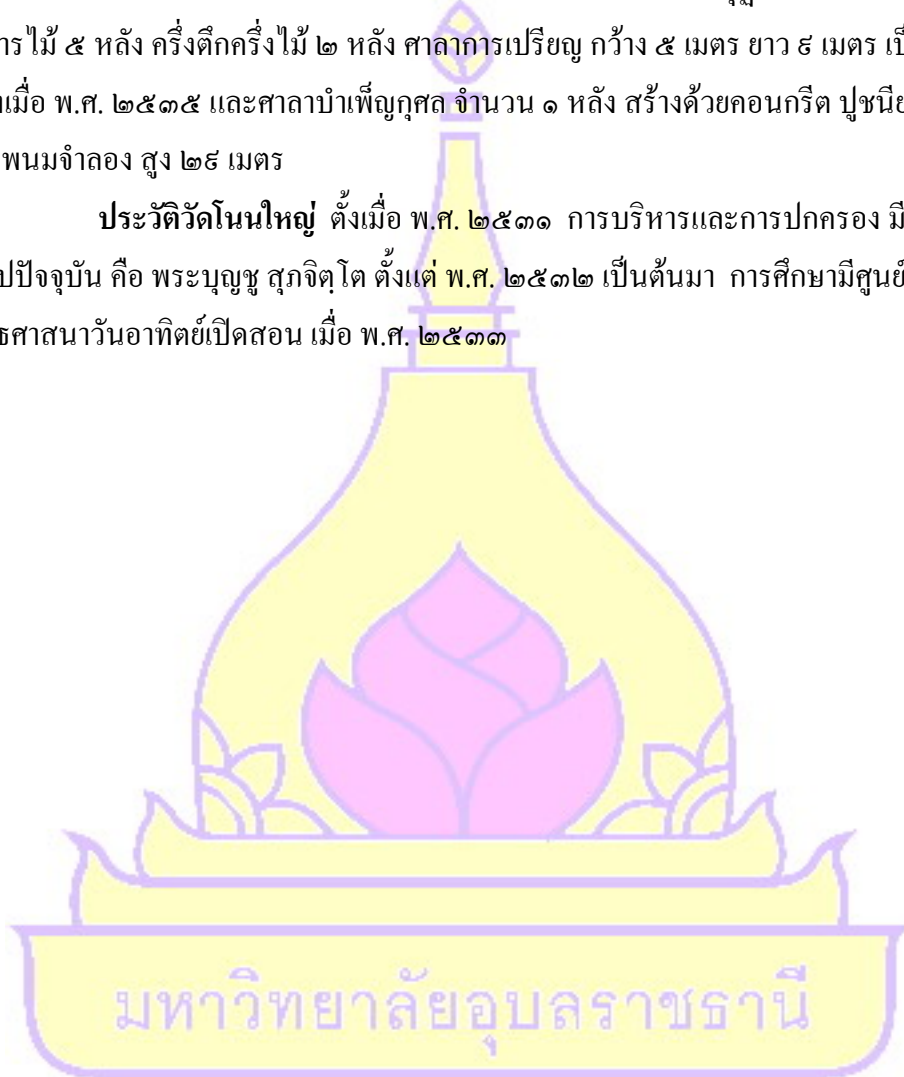 ารไม้ ๕ หลัง ครึ่งตึกครึ่งไม้ ๒ หลัง ศาลาการเปรียญ กว้าง ๕ เมตร ยาว ๙ เมตร เป็
เมื่อ พ.ศ. ๒๕๓๕ และศาลาบำเพ็ญกุศล จำนวน ๑ หลัง สร้างด้วยคอนกรีต ปูชนีย
พนมจำลอง สูง ๒๙ เมตร
ประวัติวัดโนนใหญ่ ตั้งเมื่อ พ.ศ. ๒๕๓๑ การบริหารและการปกครอง มี
ปปัจจุบัน คือ พระบุญชู สุภจิตฺโต ตั้งแต่ พ.ศ. ๒๕๓๒ เป็นต้นมา การศึกษามีศูนย์
ธศาสนาวันอาทิตย์เปิดสอน เมื่อ พ.ศ. ๒๕๓๓
มหาวิทยาลัยอุบลราชธานี